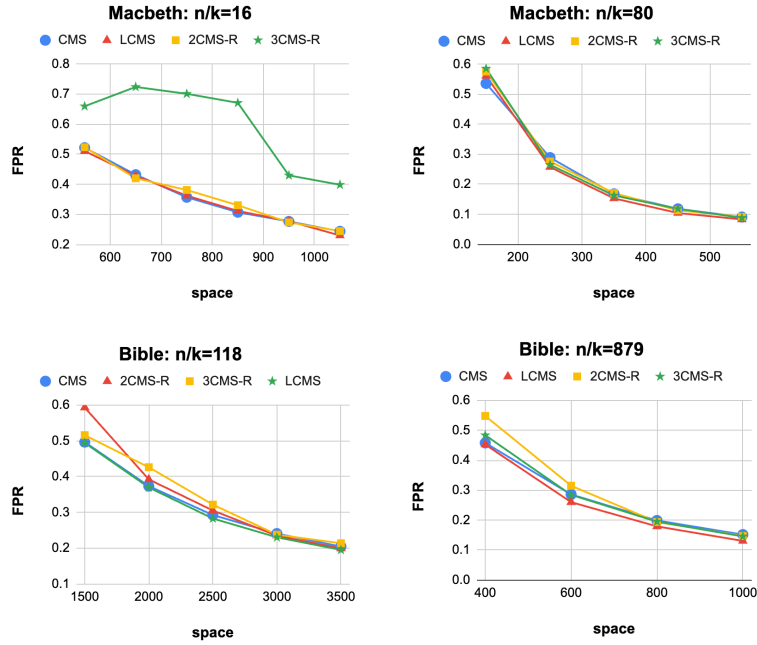 Macbeth: n/k=16
CMS LCMS 2CMS-R 3CMS-R
0.8
0.7
0.6
0.5
0.4
0.3
0.2
FPR
600 700 800 900 1000
space
Macbeth: n/k=80
CMS LCMS 2CMS-R 3CMS-R
0.6
0.5
0.4
0.3
0.2
0.1
0.0
FPR
200 300 400 500
space
Bible: n/k=118
CMS 2CMS-R 3CMS-R LCMS
0.6
0.5
0.4
0.3
0.2
0.1
FPR
1500 2000 2500 3000 3500
space
Bible: n/k=879
CMS LCMS 2CMS-R 3CMS-R
0.6
0.5
0.4
0.3
0.2
0.1
0.0
FPR
400 600 800 1000
space